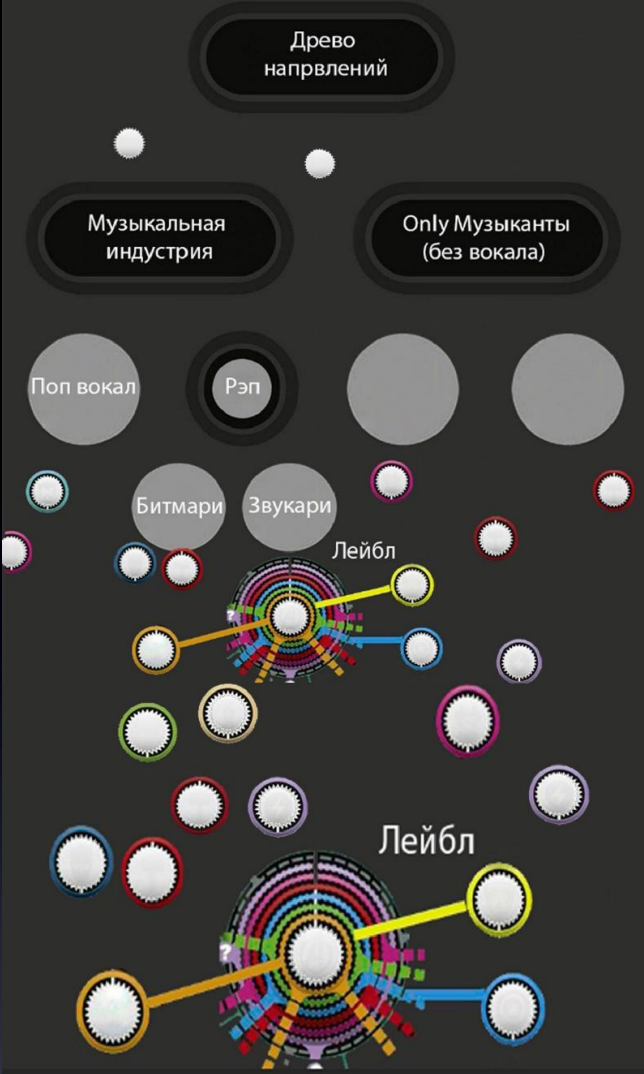 Древо
напрвлений
Музыкальная
индустрия
Only Музыканты
(без вокала)
Поп вокал
Рэп
Битмари
Звукари
Лейбл
?
Лейбл
?